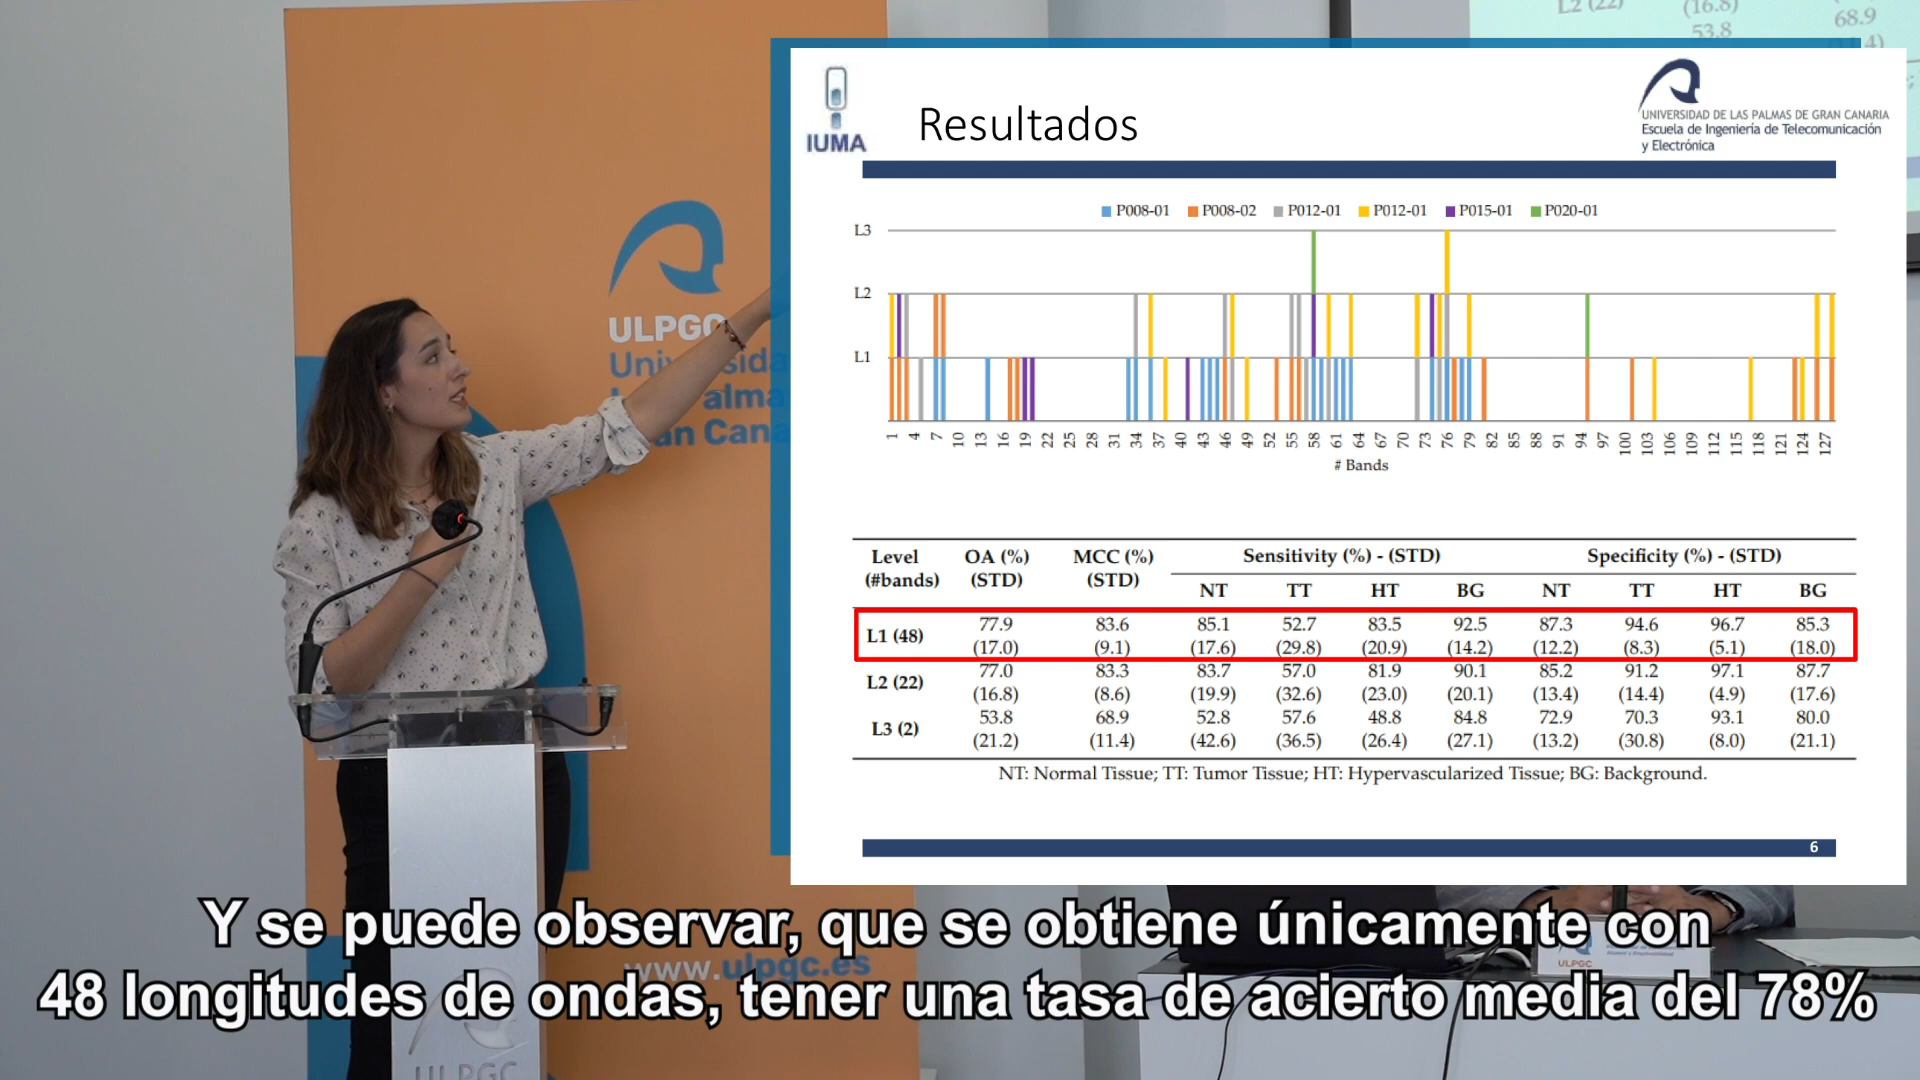 L2 (22)
(16.8)
53.8
68.9
IUMA
Resultados
UNIVERSIDAD DE LAS PALMAS DE GRAN CANARIA
Escuela de Ingeniería de Telecomunicación
y Electrónica
P008-01 P008-02 P012-01 P012-01 P015-01 P020-01
L3
L2
L1
1 4 7 10 13 16 19 22 25 28 31 34 37 40 43 46 49 52 55 58 61 64 67 70 73 76 79 82 85 88 91 94 97 100 103 106 109 112 115 118 121 124 127
# Bands
Level OA (%) MCC (%) Sensitivity (%) - (STD) Specificity (%) - (STD)
(#bands) (STD) (STD) NT TT HT BG NT TT HT BG
L1 (48) 77.9 83.6 85.1 52.7 83.5 92.5 87.3 94.6 96.7 85.3
(17.0) (9.1) (17.6) (29.8) (20.9) (14.2) (12.2) (8.3) (5.1) (18.0)
L2 (22) 77.0 83.3 83.7 57.0 81.9 90.1 85.2 91.2 97.1 87.7
(16.8) (8.6) (19.9) (32.6) (23.0) (20.1) (13.4) (14.4) (4.9) (17.6)
L3 (2) 53.8 68.9 52.8 57.6 48.8 84.8 72.9 70.3 93.1 80.0
(21.2) (11.4) (42.6) (36.5) (26.4) (27.1) (13.2) (30.8) (8.0) (21.1)
NT: Normal Tissue; TT: Tumor Tissue; HT: Hypervascularized Tissue; BG: Background.
6
ULPGC
www.ulpgc.es
ULPGC
ULPGC
Y se puede observar, que se obtiene únicamente con
48 longitudes de ondas, tener una tasa de acierto media del 78%